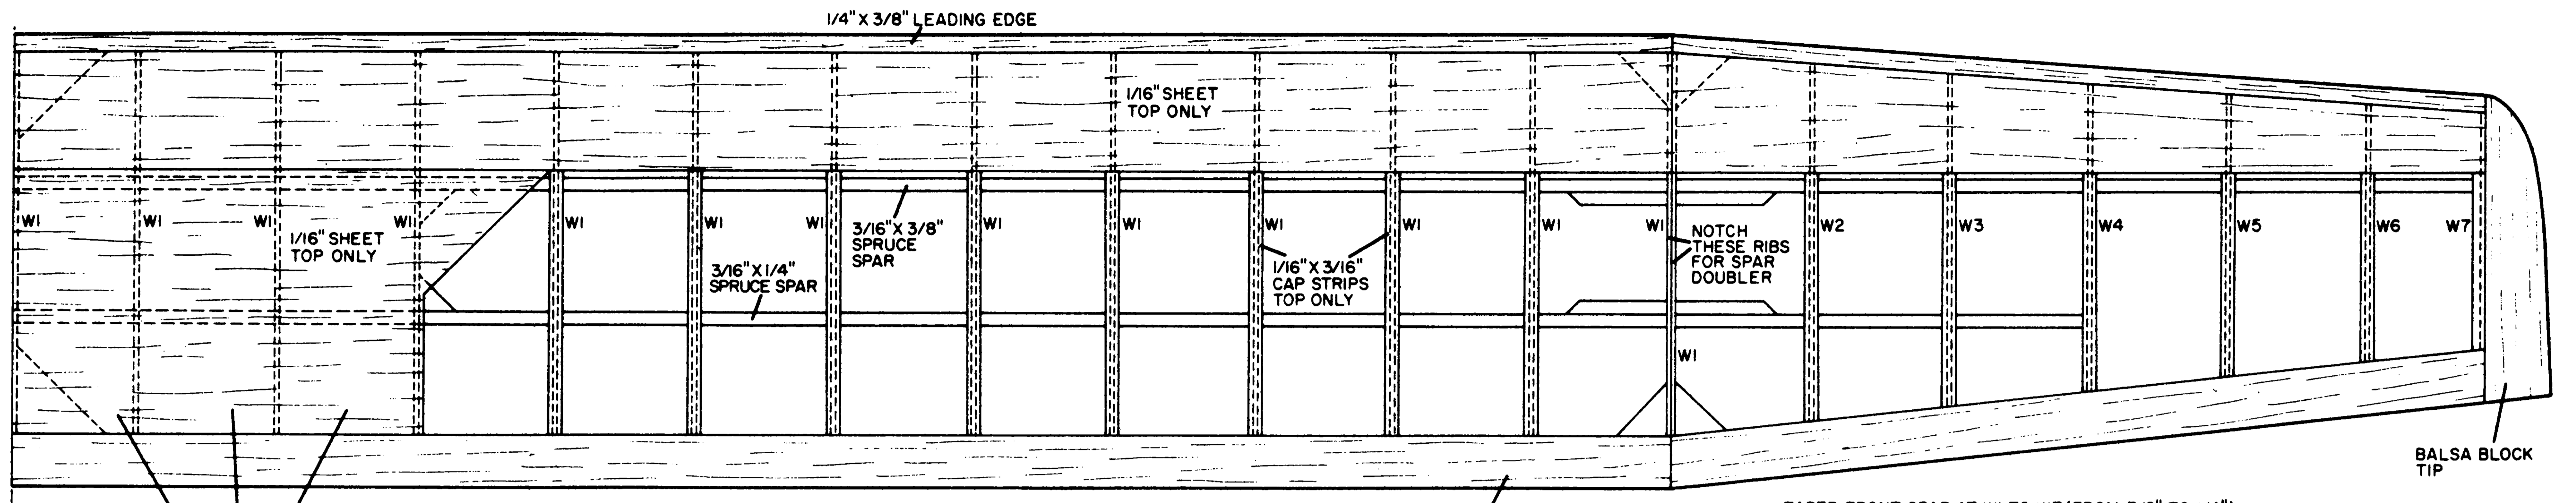 1/4" X 3/8" LEADING EDGE
1/16" SHEET
TOP ONLY
W1
W1
W1
W1
W1
W1
W1
W1
W1
W1
W1
W1
W1
W2
W3
W4
W5
W6
W7
1/16" SHEET
TOP ONLY
3/16" X 3/8"
SPRUCE
SPAR
3/16" X 1/4"
SPRUCE SPAR
1/16" X 3/16"
CAP STRIPS
TOP ONLY
NOTCH
THESE RIBS
FOR SPAR
DOUBLER
W1
BALSA BLOCK
TIP